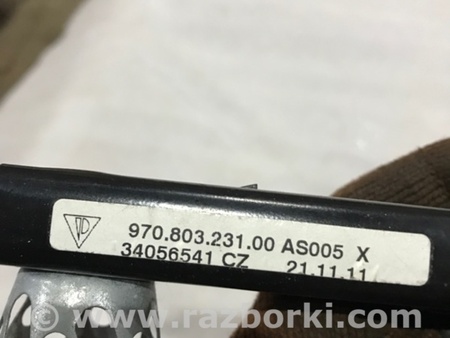 970.803.231.00 AS005 X
34056541 CZ 21.11.11
© www.razborki.com